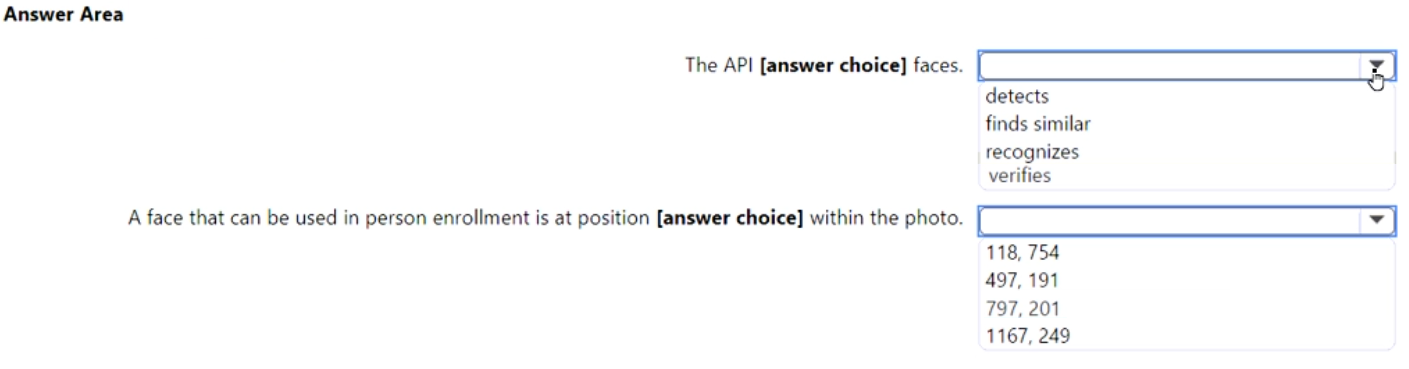 Answer Area
The API [answer choice] faces.
detects
finds similar
recognizes
verifies
A face that can be used in person enrollment is at position [answer choice] within the photo.
118, 754
497, 191
797, 201
1167, 249